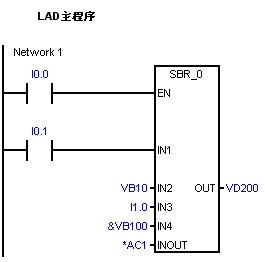 LAD主程序
Network 1
I0.0
SBR_0
EN
I0.1
IN1
VB10 IN2 OUT VD200
I1.0 IN3
&VB100 IN4
*AC1 INOUT